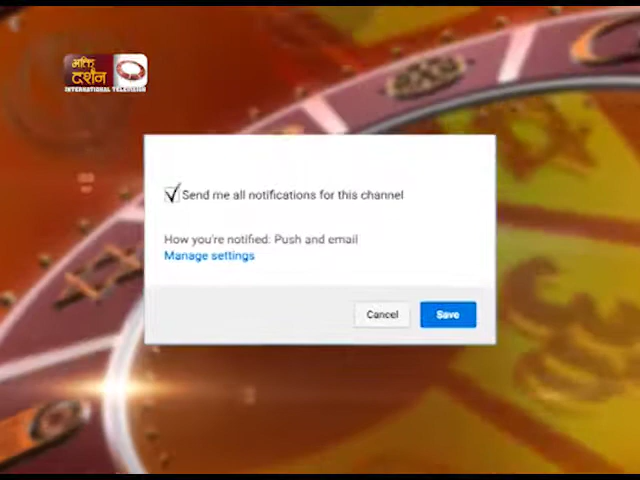 भक्ति
दर्शन
INTERNATIONAL TELEVISION
Send me all notifications for this channel
How you're notified: Push and email
Manage settings
Cancel
Save